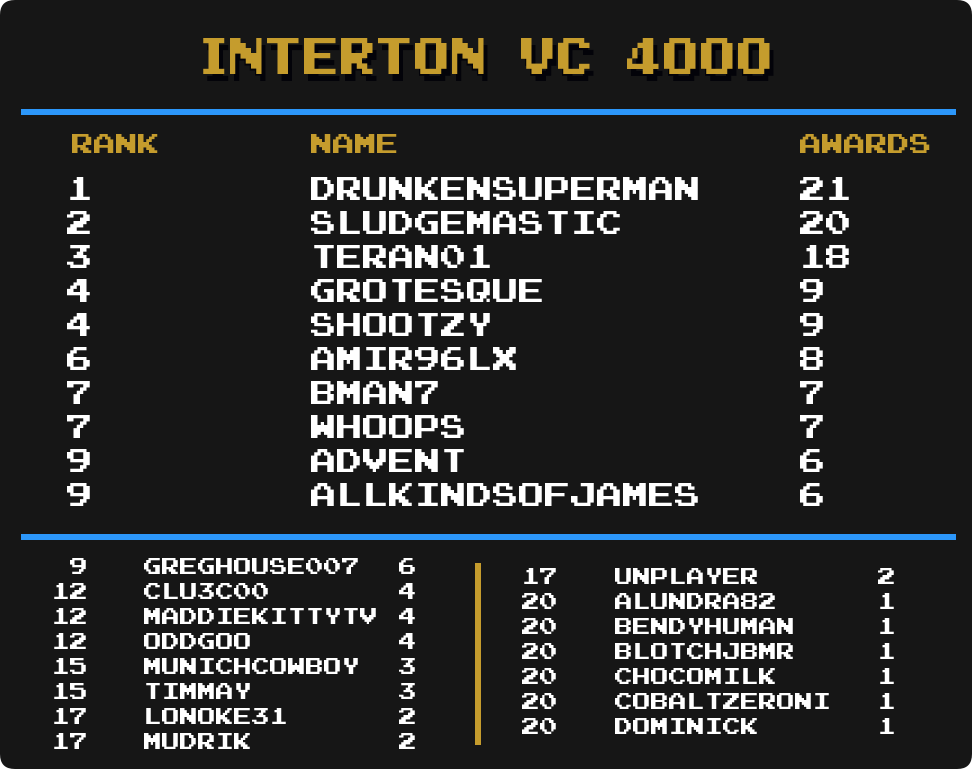 INTERTON VC 4000
RANK NAME AWARDS
1 DRUNKENSUPERMAN 21
2 SLUDGEMASTIC 20
3 TERAN01 18
4 GROTESQUE 9
4 SHOOTZY 9
6 AMIR96LX 8
7 BMAN7 7
7 WHOOPS 7
9 ADVENT 6
9 ALLKINDSOFJAMES 6
9 GREGHOUSE007 6
12 CLU3C00 4
12 MADDIEKITTYTV 4
12 ODDGOO 4
15 MUNICHCOWBOY 3
15 TIMMAY 3
17 LONOKE31 2
17 MUDRIK 2
17 UNPLAYER 2
20 ALUNDRA82 1
20 BENDYHUMAN 1
20 BLOTCHJBMR 1
20 CHOCOMILK 1
20 COBALTZERONI 1
20 DOMINICK 1